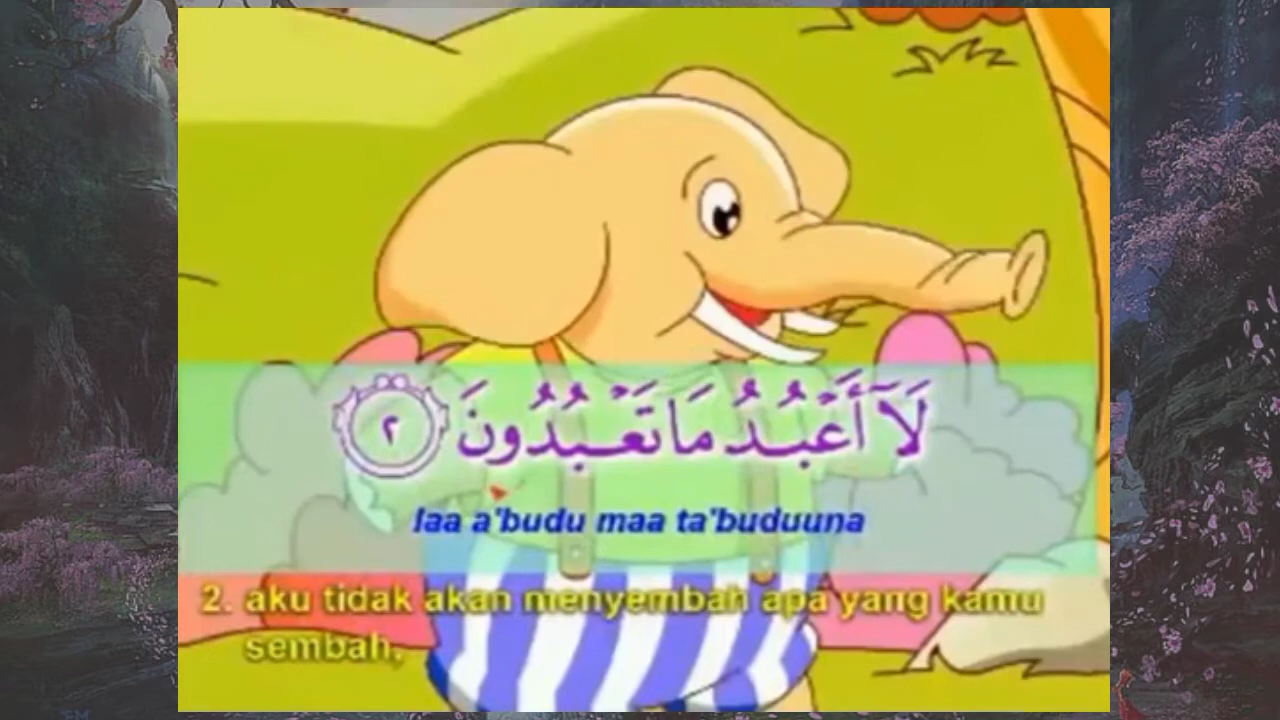 لَآ أَعۡبُدُ مَا تَعۡبُدُونَ ٢
laa a'budu maa ta'buduuna
2. aku tidak akan menyembah apa yang kamu
sembah,